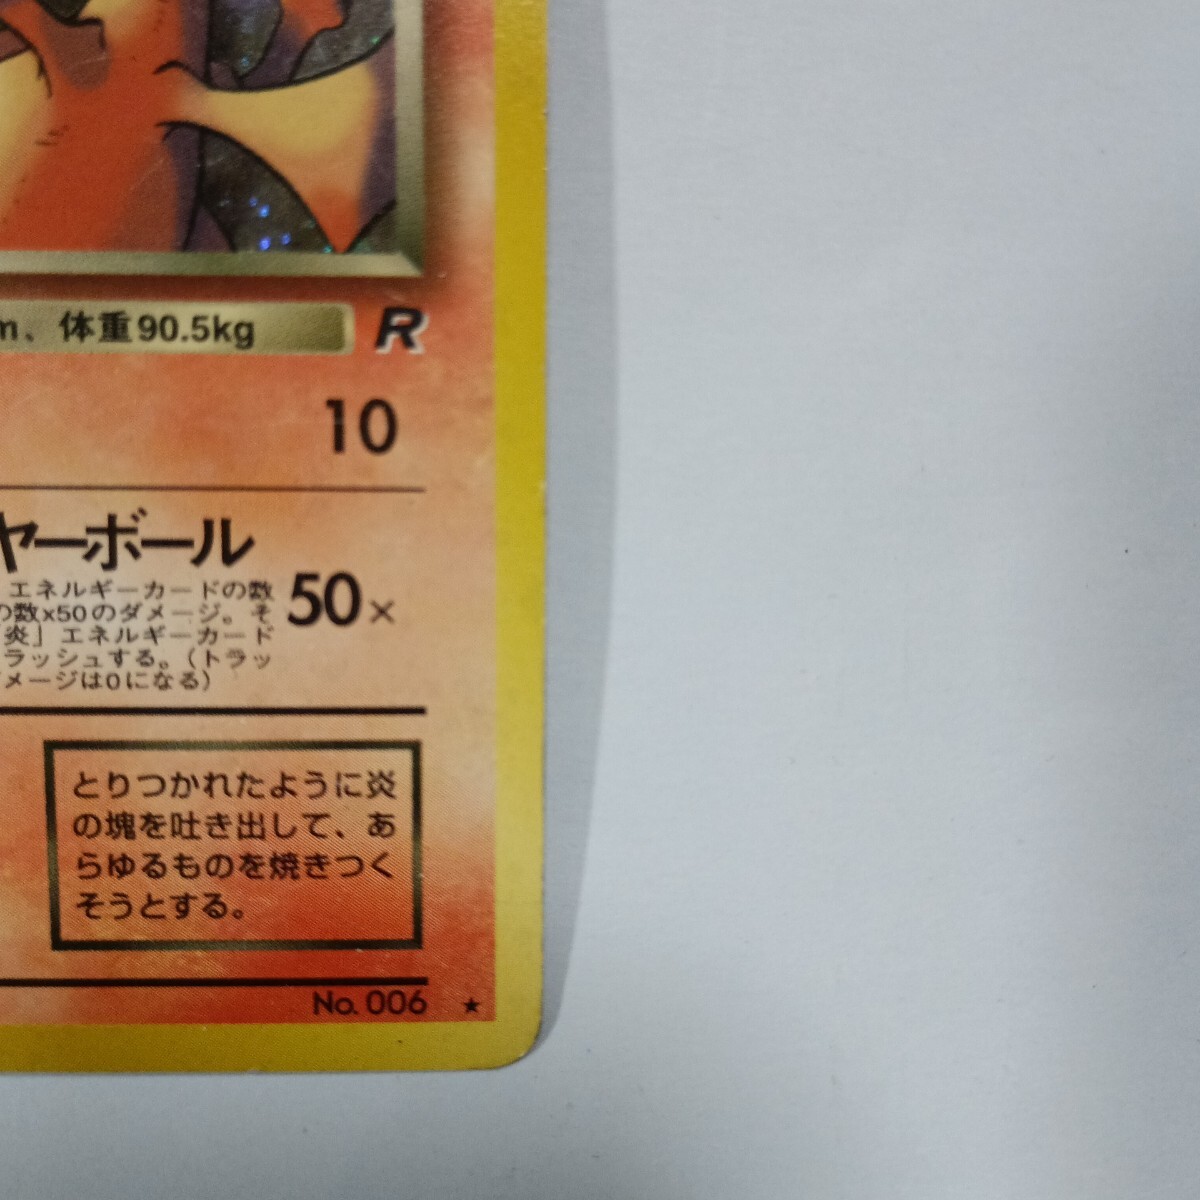 m、体重90.5kg R
10
ヤーボール
エネルギーカードの数
の数x50のダメージ。そ
「炎」エネルギーカード
ラッシュする。(トラッ
メージは0になる)
50×
とりつかれたように炎
の塊を吐き出して、あ
らゆるものを焼きつく
そうとする。
No. 006 ★